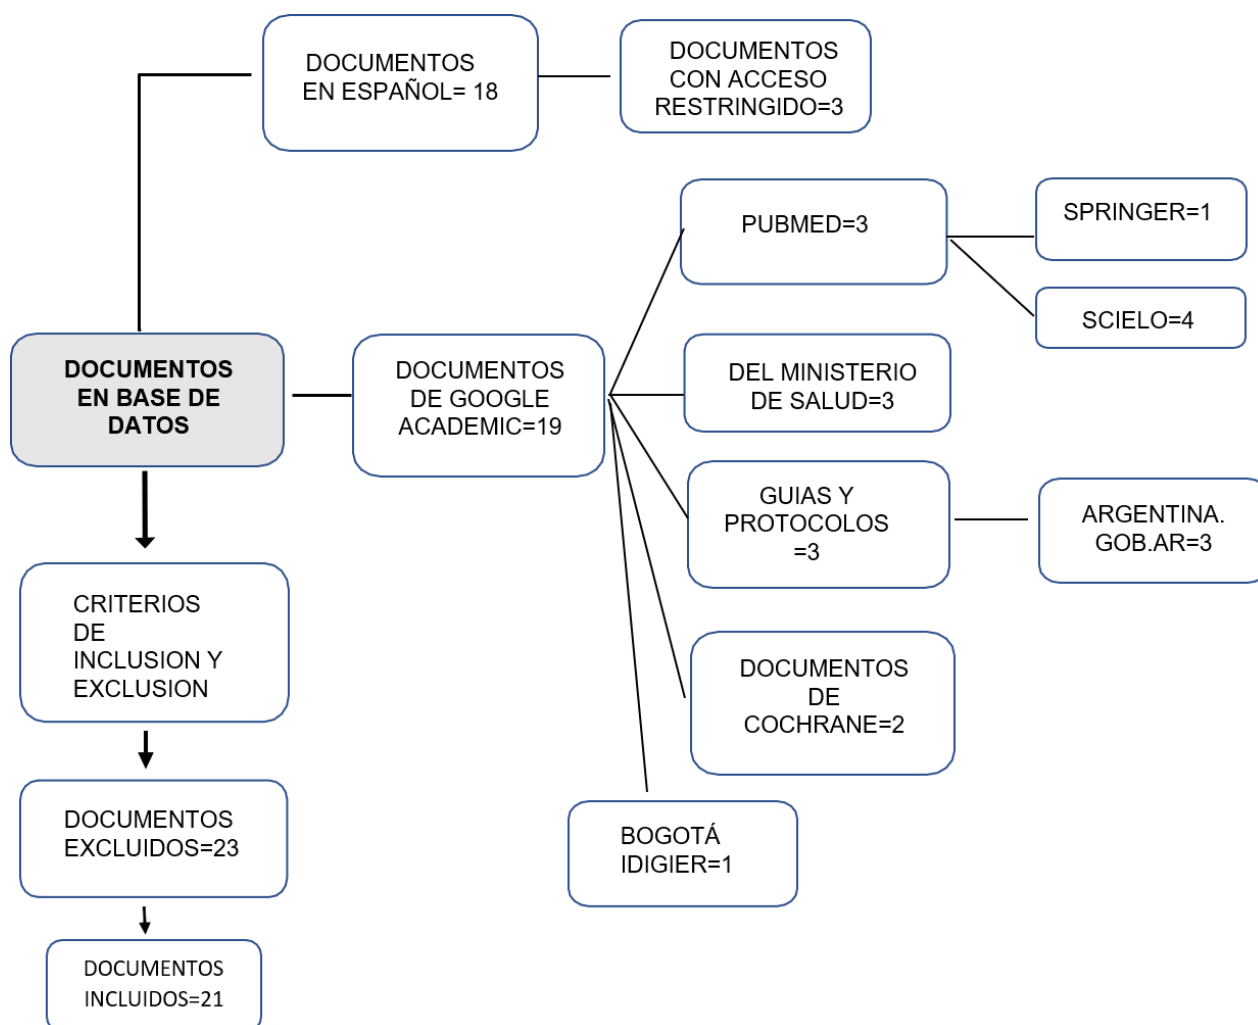 DOCUMENTOS
EN ESPAÑOL= 18
DOCUMENTOS
CON ACCESO
RESTRINGIDO=3
PUBMED=3
SPRINGER=1
SCIELO=4
DOCUMENTOS
EN BASE DE
DATOS
DOCUMENTOS
DE GOOGLE
ACADEMIC=19
DEL MINISTERIO
DE SALUD=3
GUIAS Y
PROTOCOLOS
=3
ARGENTINA.
GOB.AR=3
CRITERIOS
DE
INCLUSION Y
EXCLUSION
DOCUMENTOS
DE
COCHRANE=2
DOCUMENTOS
EXCLUIDOS=23
BOGOTÁ
IDIGIER=1
DOCUMENTOS
INCLUIDOS=21